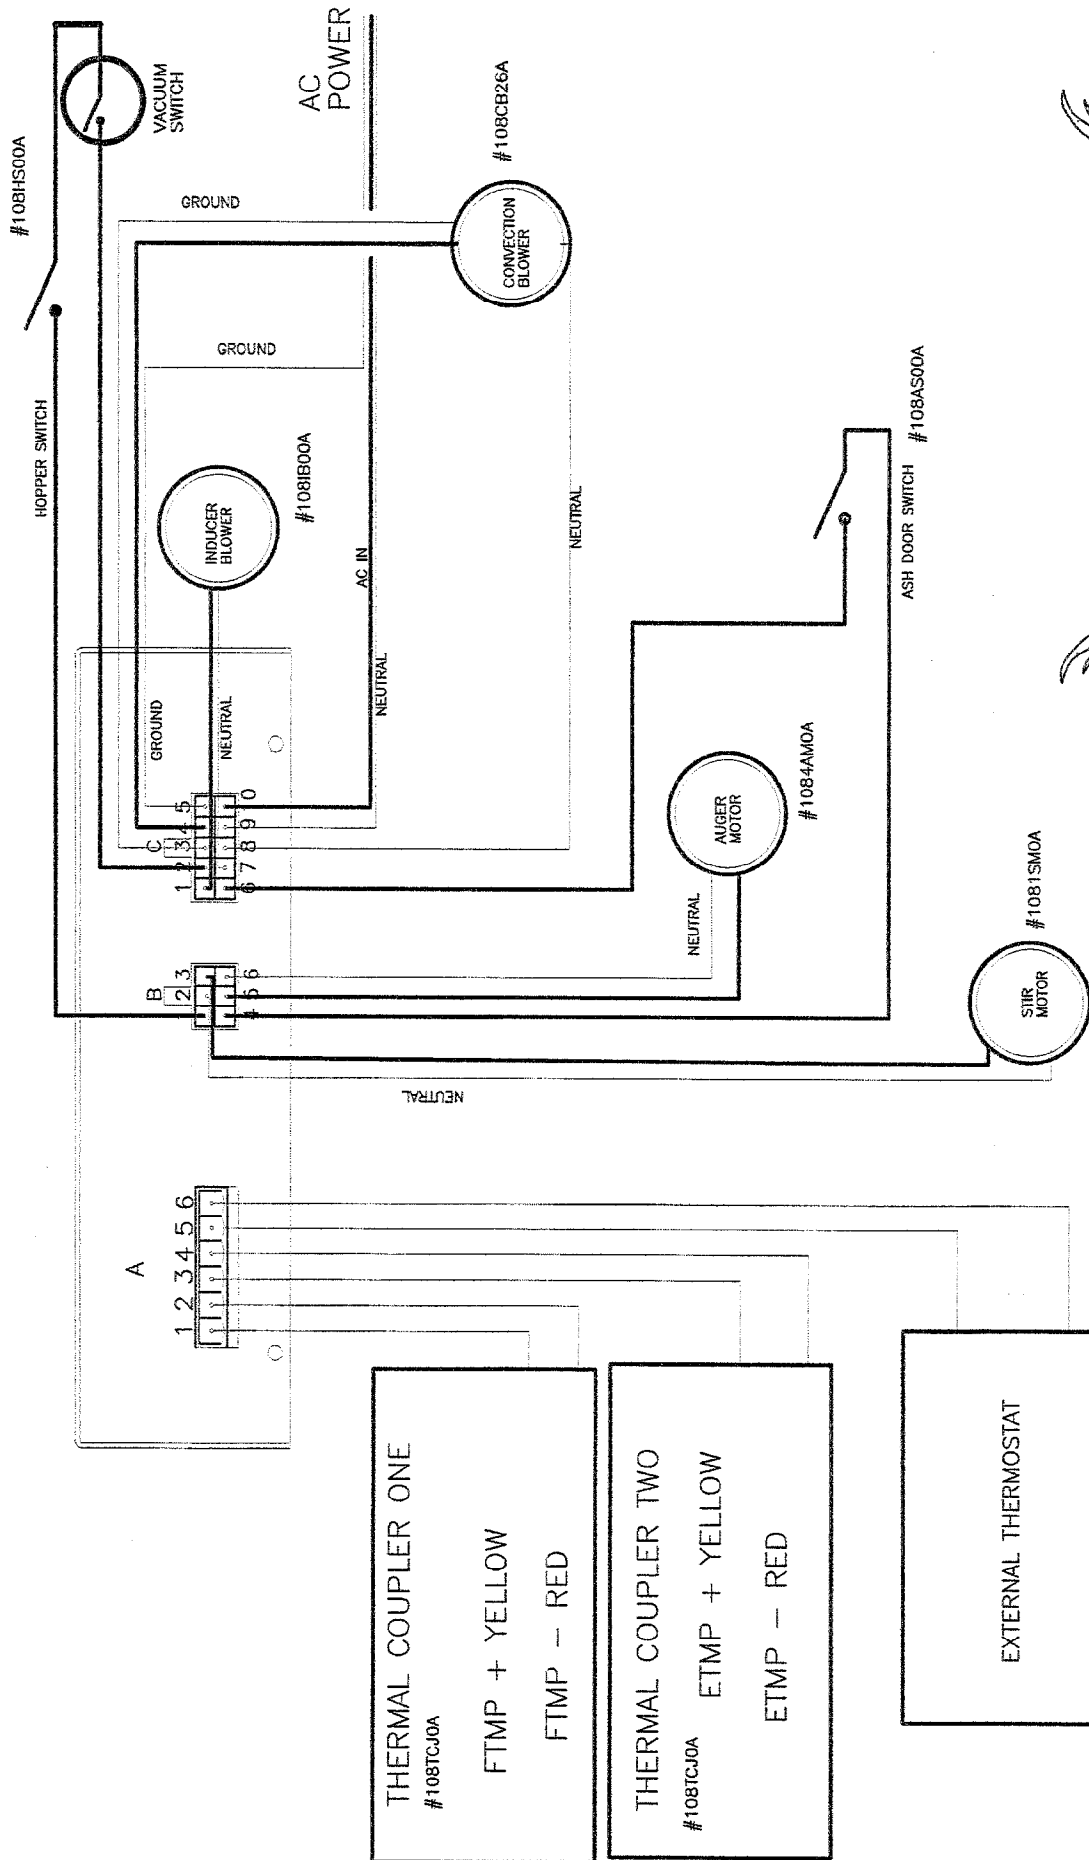 #108HS00A
HOPPER SWITCH
VACUUM
SWITCH
GROUND
AC
POWER
GROUND
INDUCER
BLOWER
#108IB00A
CONVECTION
BLOWER
#108CB26A
GROUND
NEUTRAL
AC IN
NEUTRAL
NEUTRAL
C
1 2 3 4 5
6 7 8 9 0
B
2 3
4 5 6
A
1 2 3 4 5 6
NEUTRAL
AUGER
MOTOR
#1084AM0A
ASH DOOR SWITCH
#108AS00A
NEUTRAL
STIR
MOTOR
#1081SM0A
THERMAL COUPLER ONE
#108TCJ0A
FTMP + YELLOW
FTMP - RED
THERMAL COUPLER TWO
#108TCJ0A
ETMP + YELLOW
ETMP - RED
EXTERNAL THERMOSTAT